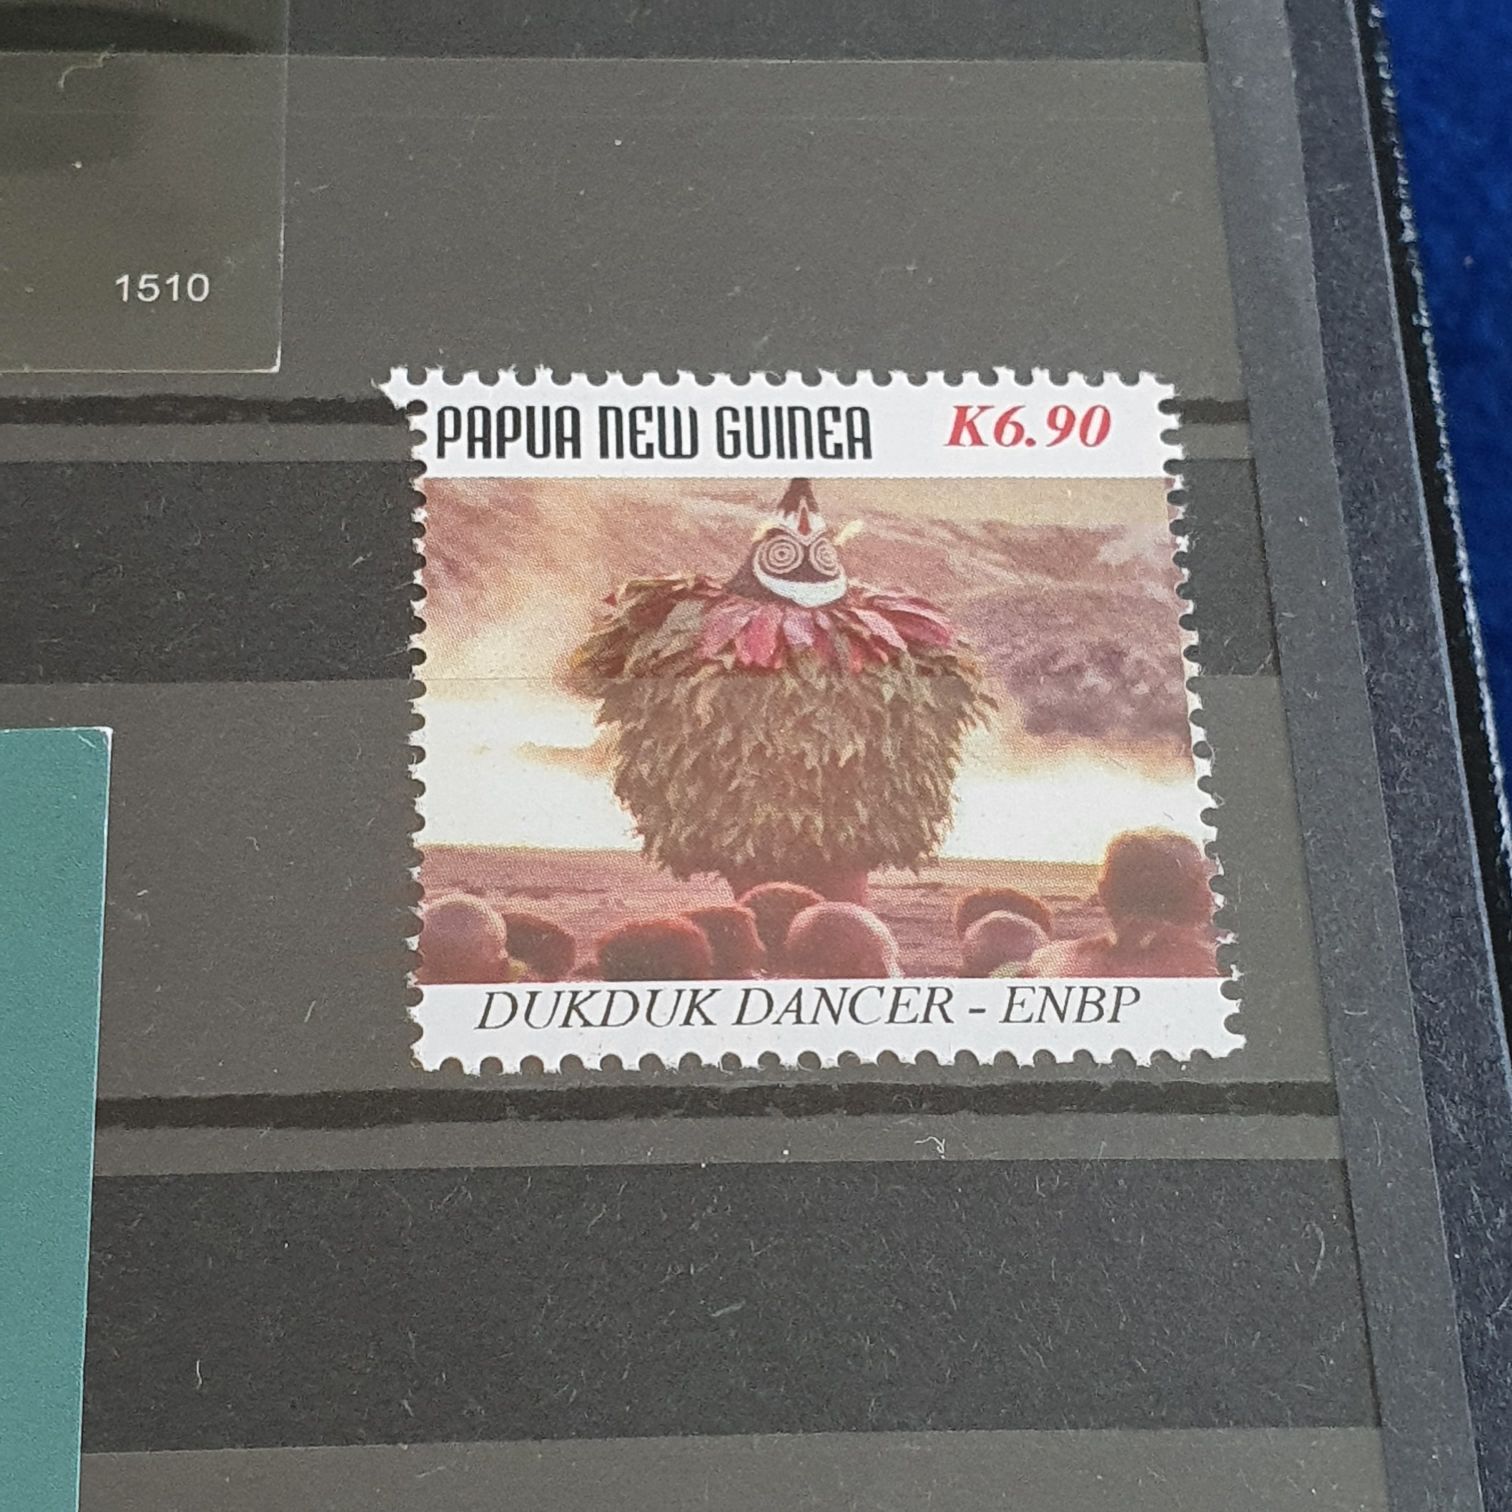 1510
PAPUA NEW GUINEA K6.90
DUKDUK DANCER - ENBP